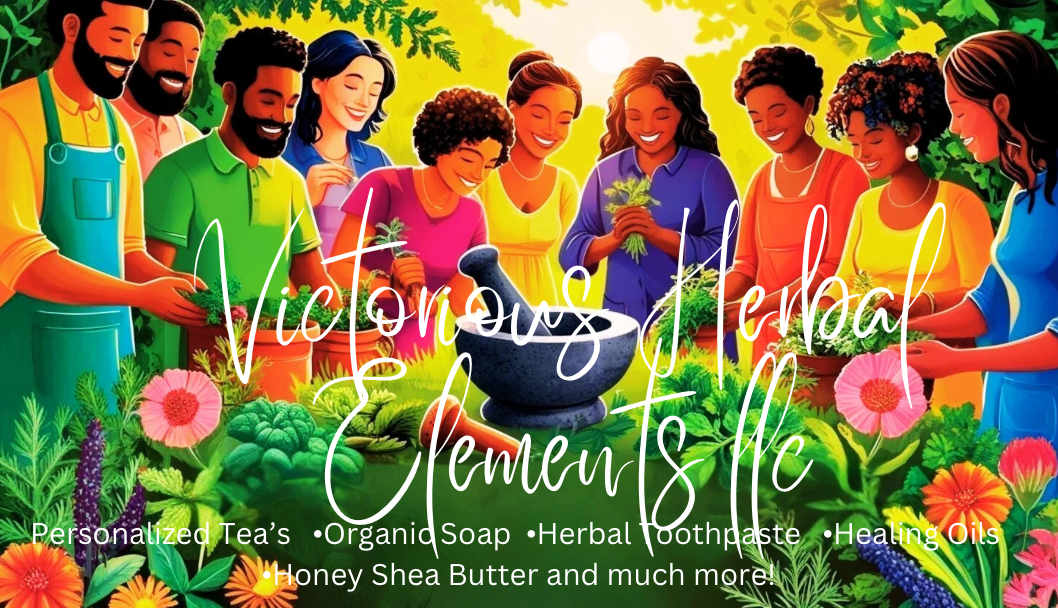 Victorious Herbal
Elements llc
Personalized Tea’s •Organic Soap •Herbal Toothpaste •Healing Oils
•Honey Shea Butter and much more!